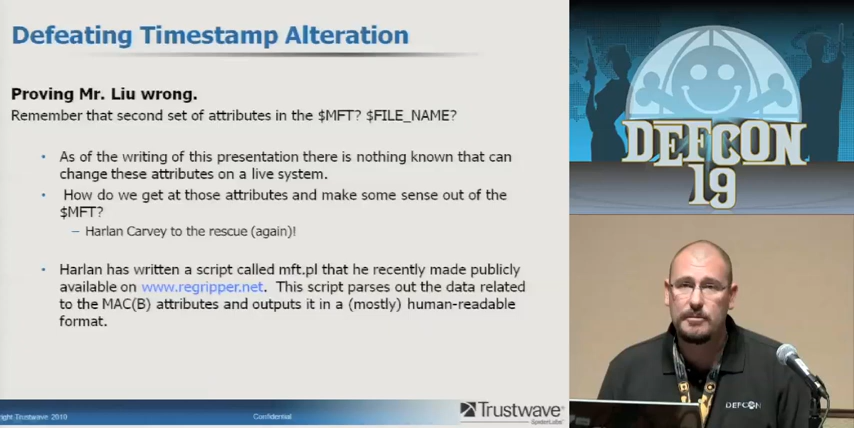 Defeating Timestamp Alteration
Proving Mr. Liu wrong.
Remember that second set of attributes in the $MFT? $FILE_NAME?
• As of the writing of this presentation there is nothing known that can
change these attributes on a live system.
• How do we get at those attributes and make some sense out of the
$MFT?
– Harlan Carvey to the rescue (again)!
• Harlan has written a script called mft.pl that he recently made publicly
available on www.regripper.net. This script parses out the data related
to the MAC(B) attributes and outputs it in a (mostly) human-readable
format.
right Trustwave 2010
Confidential
Trustwave®
SpiderLabs®
DEFCON
19
DEFCON